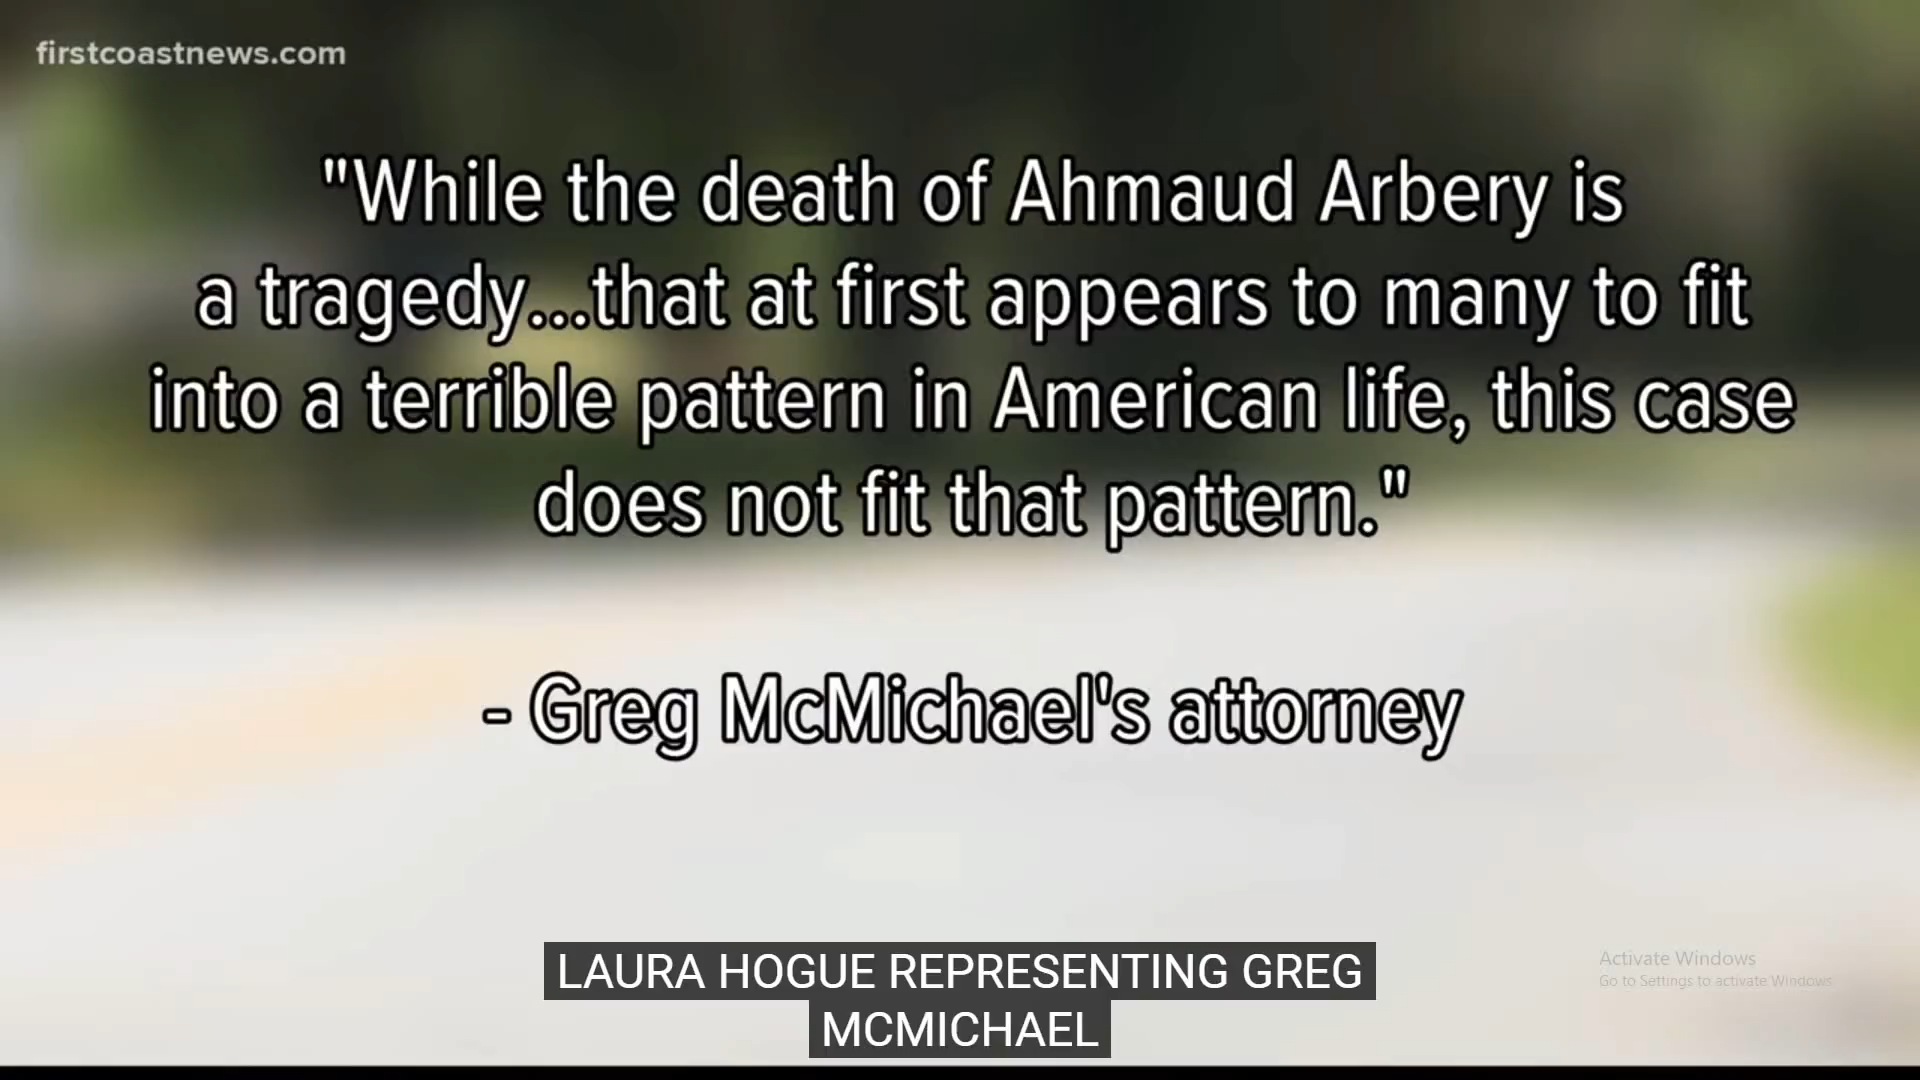 firstcoastnews.com
"While the death of Ahmaud Arbery is
a tragedy...that at first appears to many to fit
into a terrible pattern in American life, this case
does not fit that pattern."
- Greg McMichael's attorney
LAURA HOGUE REPRESENTING GREG
MCMICHAEL
Activate Windows
Go to Settings to activate Windows.